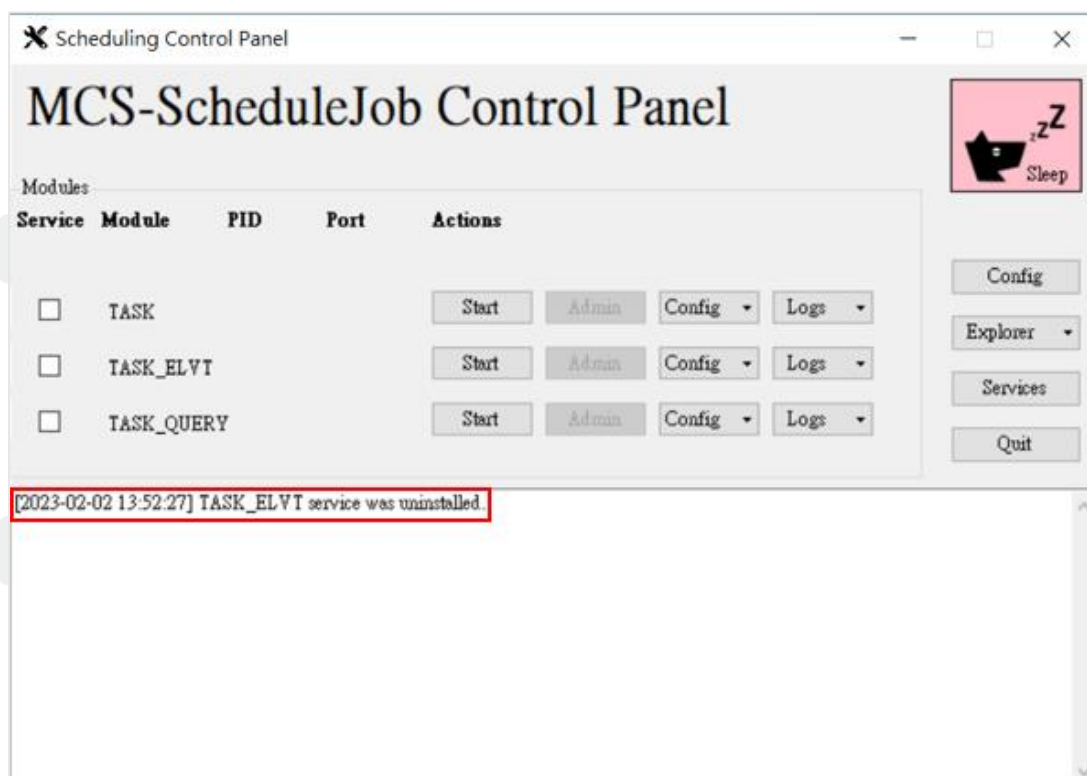 Scheduling Control Panel
MCS-ScheduleJob Control Panel
zzZ
Sleep
Modules
Service Module PID Port Actions
TASK Start Admin Config Logs
TASK_ELVT Start Admin Config Logs
TASK_QUERY Start Admin Config Logs
Config
Explorer
Services
Quit
[2023-02-02 13:52:27] TASK_ELVT service was uninstalled.